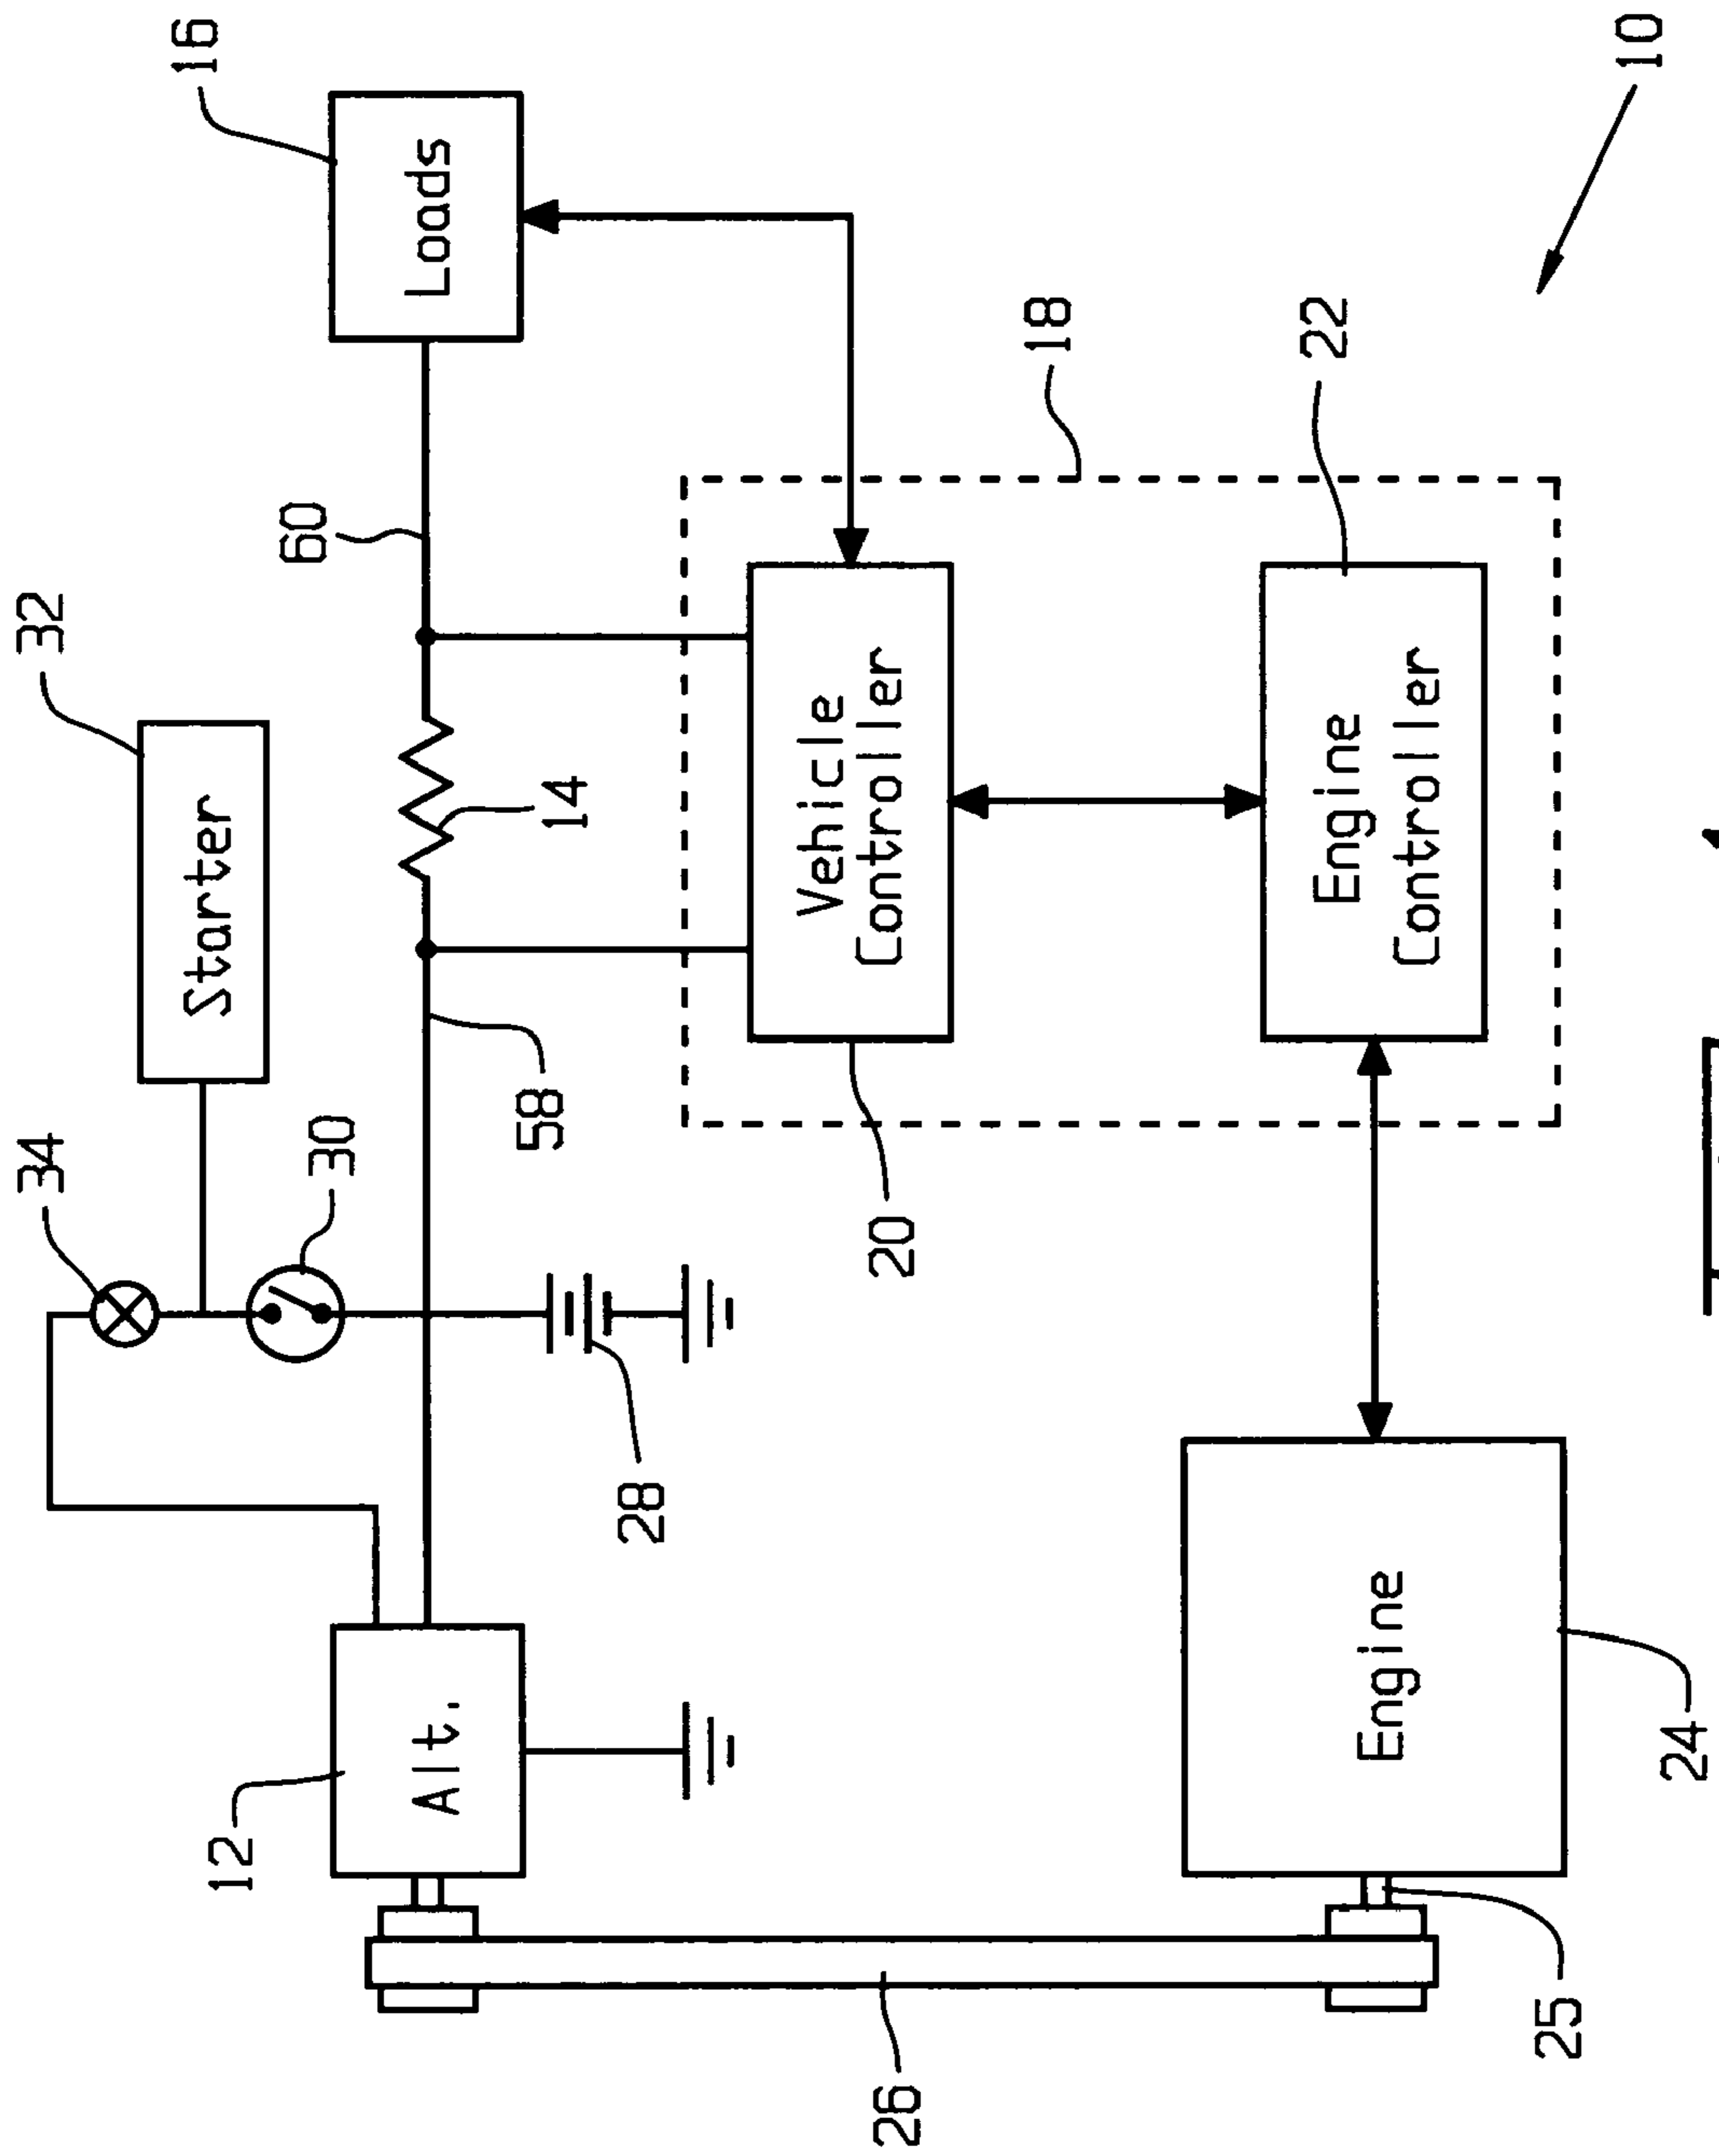 34
32
16
Starter
12
60
30
Alt.
Loads
58
14
28
Vehicle
Controller
20
26
18
22
Engine
Controller
Engine
25
10
24